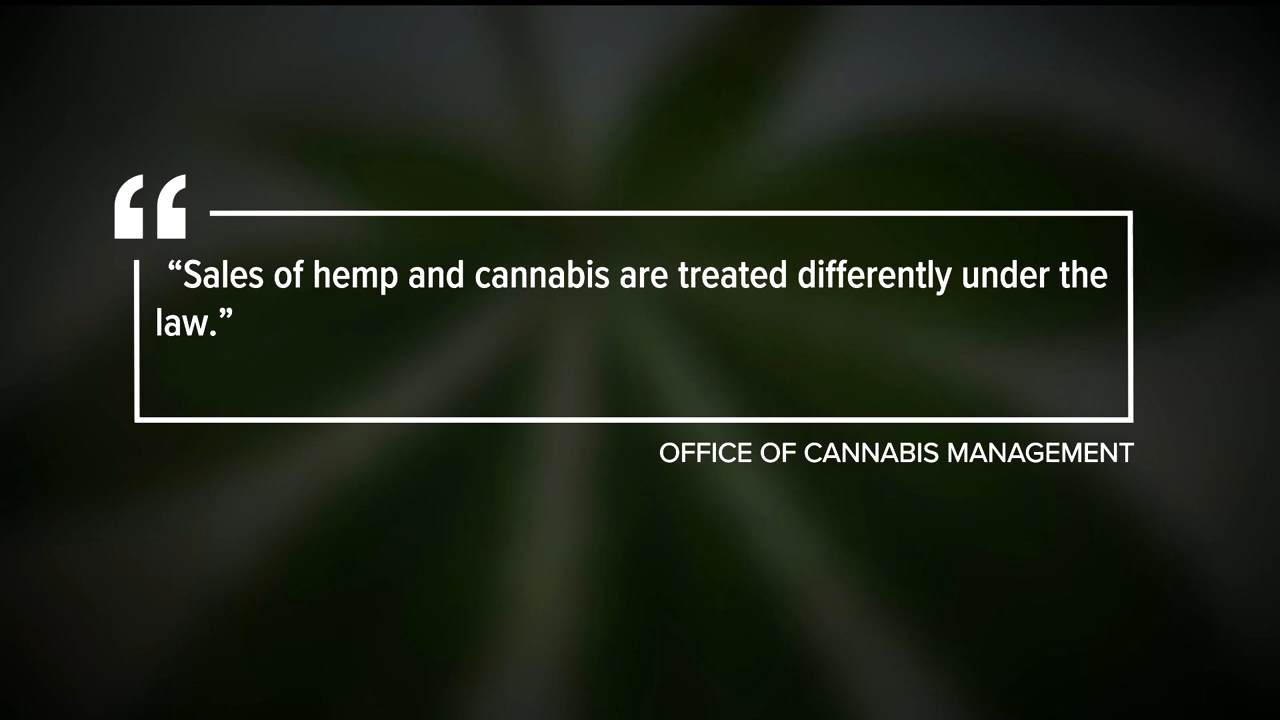 “Sales of hemp and cannabis are treated differently under the
law.”
OFFICE OF CANNABIS MANAGEMENT